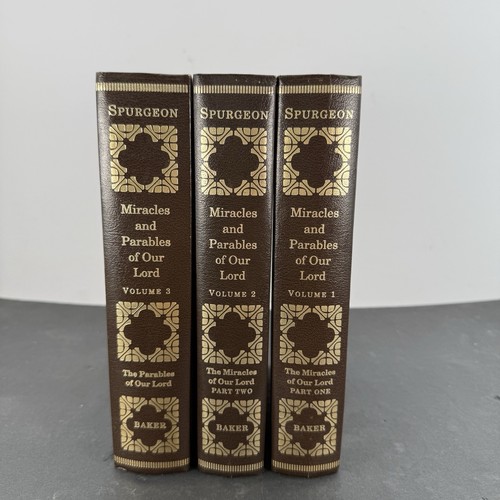 SPURGEON
Miracles
and
Parables
of Our
Lord
VOLUME 3
The Parables
of Our Lord
BAKER
SPURGEON
Miracles
and
Parables
of Our
Lord
VOLUME 2
The Miracles
of Our Lord
PART TWO
BAKER
SPURGEON
Miracles
and
Parables
of Our
Lord
VOLUME 1
The Miracles
of Our Lord
PART ONE
BAKER